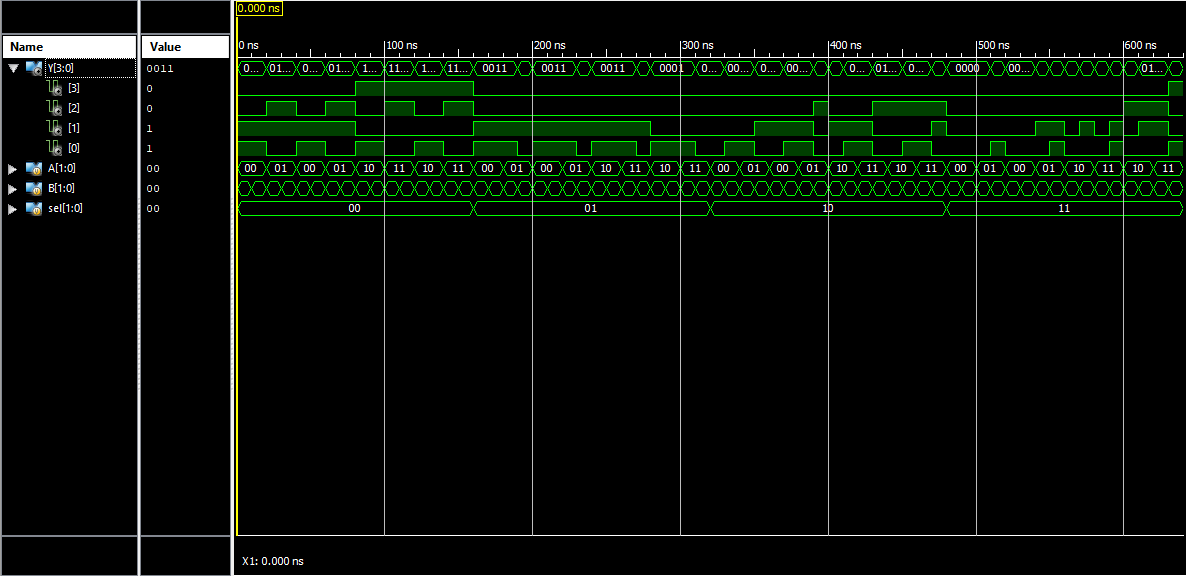 0.000 ns
Name Value 0 ns 100 ns 200 ns 300 ns 400 ns 500 ns 600 ns
Y[3:0] 0011 0... 01... 0... 01... 1... 11... 1... 11... 0011 0011 0011 0001 0... 00... 0... 00... 0... 01... 0... 0000 00... 01...
[3] 0
[2] 0
[1] 1
[0] 1
A[1:0] 00 00 01 00 01 10 11 10 11 00 01 00 01 10 11 10 11 00 01 00 01 10 11 10 11 00 01 00 01 10 11 10 11
B[1:0] 00
sel[1:0] 00 00 01 10 11
X1: 0.000 ns